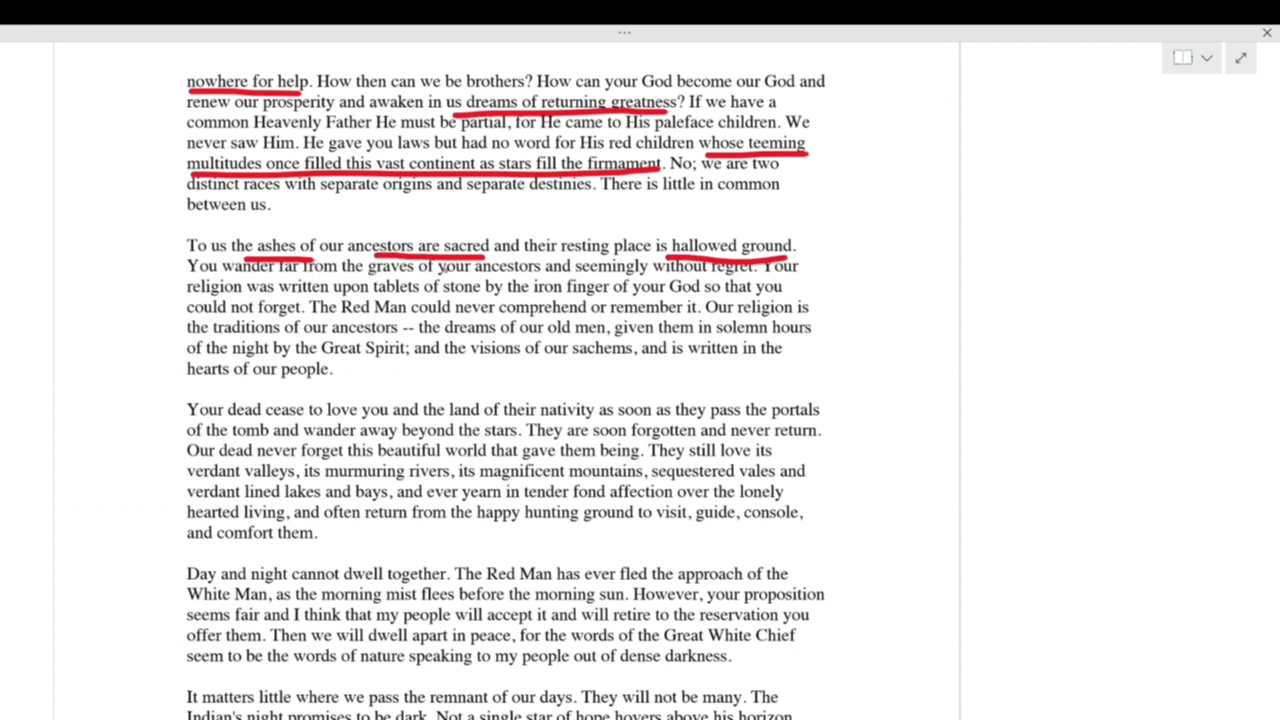 nowhere for help. How then can we be brothers? How can your God become our God and
renew our prosperity and awaken in us dreams of returning greatness? If we have a
common Heavenly Father He must be partial, for He came to His paleface children. We
never saw Him. He gave you laws but had no word for His red children whose teeming
multitudes once filled this vast continent as stars fill the firmament. No; we are two
distinct races with separate origins and separate destinies. There is little in common
between us.
To us the ashes of our ancestors are sacred and their resting place is hallowed ground.
You wander far from the graves of your ancestors and seemingly without regret. Your
religion was written upon tablets of stone by the iron finger of your God so that you
could not forget. The Red Man could never comprehend or remember it. Our religion is
the traditions of our ancestors -- the dreams of our old men, given them in solemn hours
of the night by the Great Spirit; and the visions of our sachems, and is written in the
hearts of our people.
Your dead cease to love you and the land of their nativity as soon as they pass the portals
of the tomb and wander away beyond the stars. They are soon forgotten and never return.
Our dead never forget this beautiful world that gave them being. They still love its
verdant valleys, its murmuring rivers, its magnificent mountains, sequestered vales and
verdant lined lakes and bays, and ever yearn in tender fond affection over the lonely
hearted living, and often return from the happy hunting ground to visit, guide, console,
and comfort them.
Day and night cannot dwell together. The Red Man has ever fled the approach of the
White Man, as the morning mist flees before the morning sun. However, your proposition
seems fair and I think that my people will accept it and will retire to the reservation you
offer them. Then we will dwell apart in peace, for the words of the Great White Chief
seem to be the words of nature speaking to my people out of dense darkness.
It matters little where we pass the remnant of our days. They will not be many. The
Indian's night promises to be dark. Not a single star of hope hovers above his horizon.